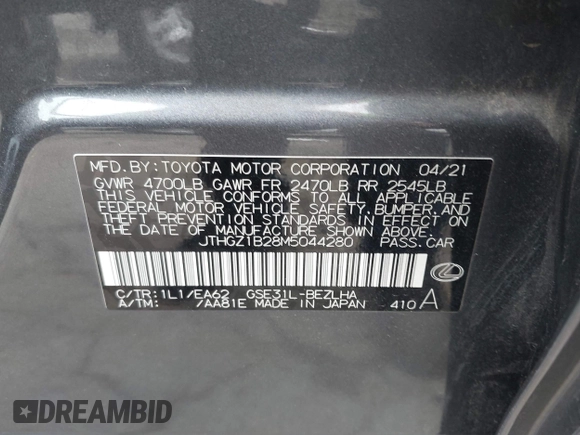 MFD.BY:TOYOTA MOTOR CORPORATION 04/21
GVWR 4700LB GAWR FR 2470LB RR 2545LB
THIS VEHICLE CONFORMS TO ALL APPLICABLE
FEDERAL MOTOR VEHICLE SAFETY,BUMPER,AND
THEFT PREVENTION STANDARDS IN EFFECT ON
THE DATE OF MANUFACTURE SHOWN ABOVE.
JTHGZ1B28M5044280 PASS.CAR
C/TR:1L1/EA62 GSE31L-BEZLHA
A/TM: /AA81E MADE IN JAPAN 410 A
DREAMBID